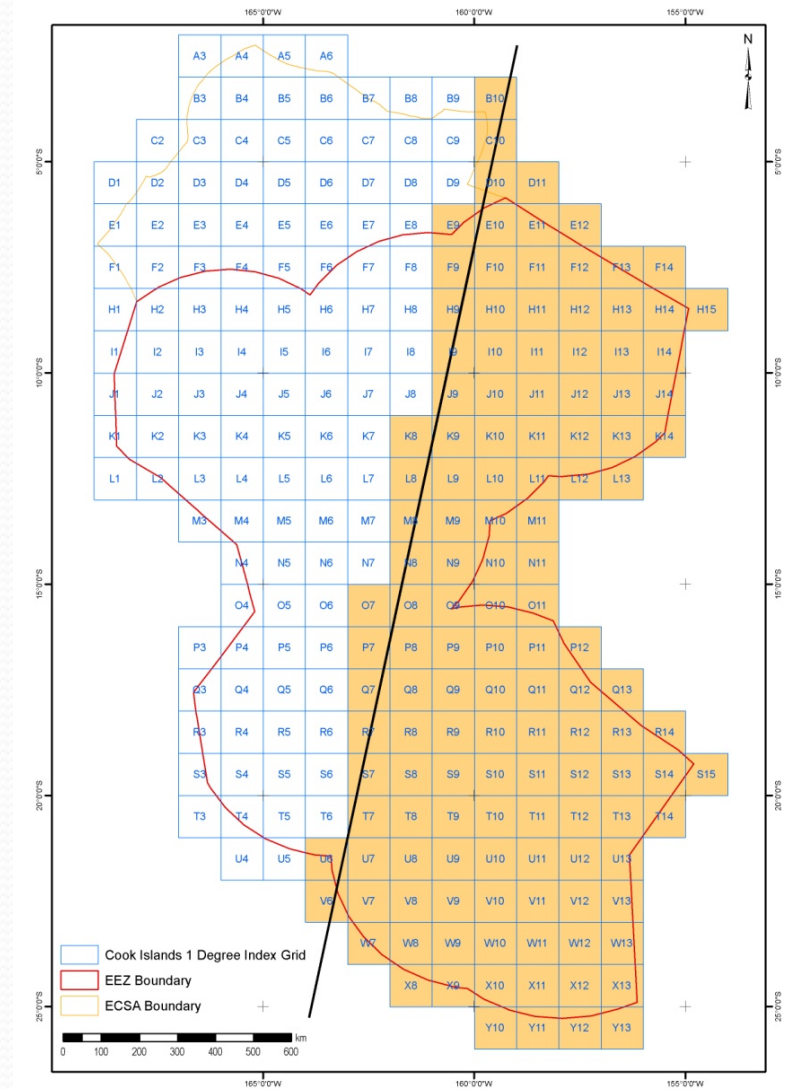 165°0'0"W 160°0'0"W 155°0'0"W
N
A3 A4 A5 A6
B3 B4 B5 B6 B7 B8 B9 B10
C2 C3 C4 C5 C6 C7 C8 C9 C10
5°0'0"S 5°0'0"S
D1 D2 D3 D4 D5 D6 D7 D8 D9 D10 D11
E1 E2 E3 E4 E5 E6 E7 E8 E9 E10 E11 E12
F1 F2 F3 F4 F5 F6 F7 F8 F9 F10 F11 F12 F13 F14
H1 H2 H3 H4 H5 H6 H7 H8 H9 H10 H11 H12 H13 H14 H15
I1 I2 I3 I4 I5 I6 I7 I8 I9 I10 I11 I12 I13 I14
10°0'0"S 10°0'0"S
J1 J2 J3 J4 J5 J6 J7 J8 J9 J10 J11 J12 J13 J14
K1 K2 K3 K4 K5 K6 K7 K8 K9 K10 K11 K12 K13 K14
L1 L2 L3 L4 L5 L6 L7 L8 L9 L10 L11 L12 L13
M3 M4 M5 M6 M7 M8 M9 M10 M11
N4 N5 N6 N7 N8 N9 N10 N11
15°0'0"S 15°0'0"S
O4 O5 O6 O7 O8 O9 O10 O11
P3 P4 P5 P6 P7 P8 P9 P10 P11 P12
Q3 Q4 Q5 Q6 Q7 Q8 Q9 Q10 Q11 Q12 Q13
R3 R4 R5 R6 R7 R8 R9 R10 R11 R12 R13 R14
S3 S4 S5 S6 S7 S8 S9 S10 S11 S12 S13 S14 S15
20°0'0"S 20°0'0"S
T3 T4 T5 T6 T7 T8 T9 T10 T11 T12 T13 T14
U4 U5 U6 U7 U8 U9 U10 U11 U12 U13
V6 V7 V8 V9 V10 V11 V12 V13
W7 W8 W9 W10 W11 W12 W13
X8 X9 X10 X11 X12 X13
25°0'0"S 25°0'0"S
Y10 Y11 Y12 Y13
Cook Islands 1 Degree Index Grid
EEZ Boundary
ECSA Boundary
km
0 100 200 300 400 500 600
165°0'0"W 160°0'0"W 155°0'0"W